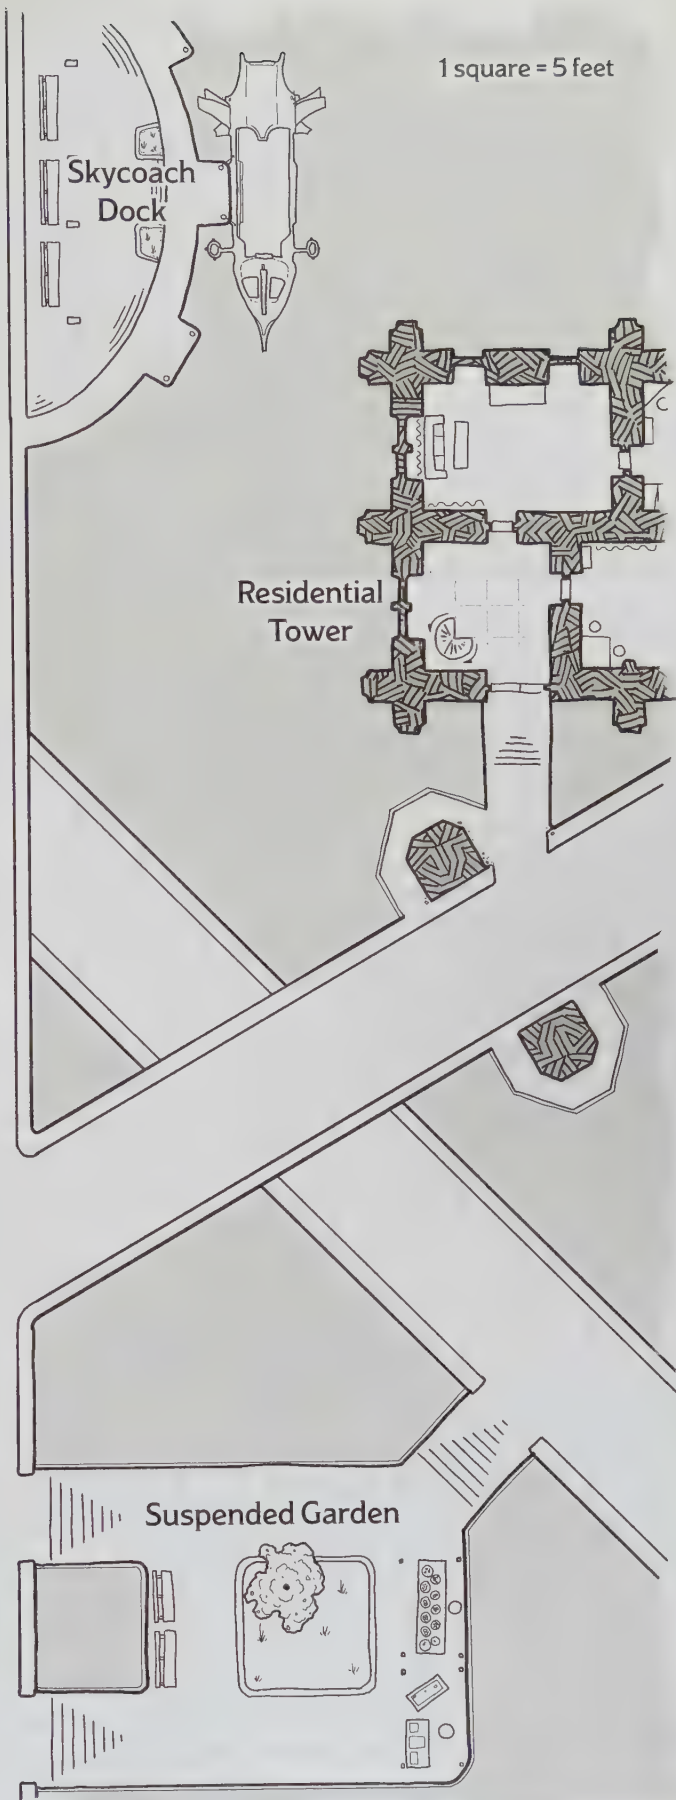 1 square = 5 feet
Skycoach
Dock
Residential
Tower
Suspended Garden